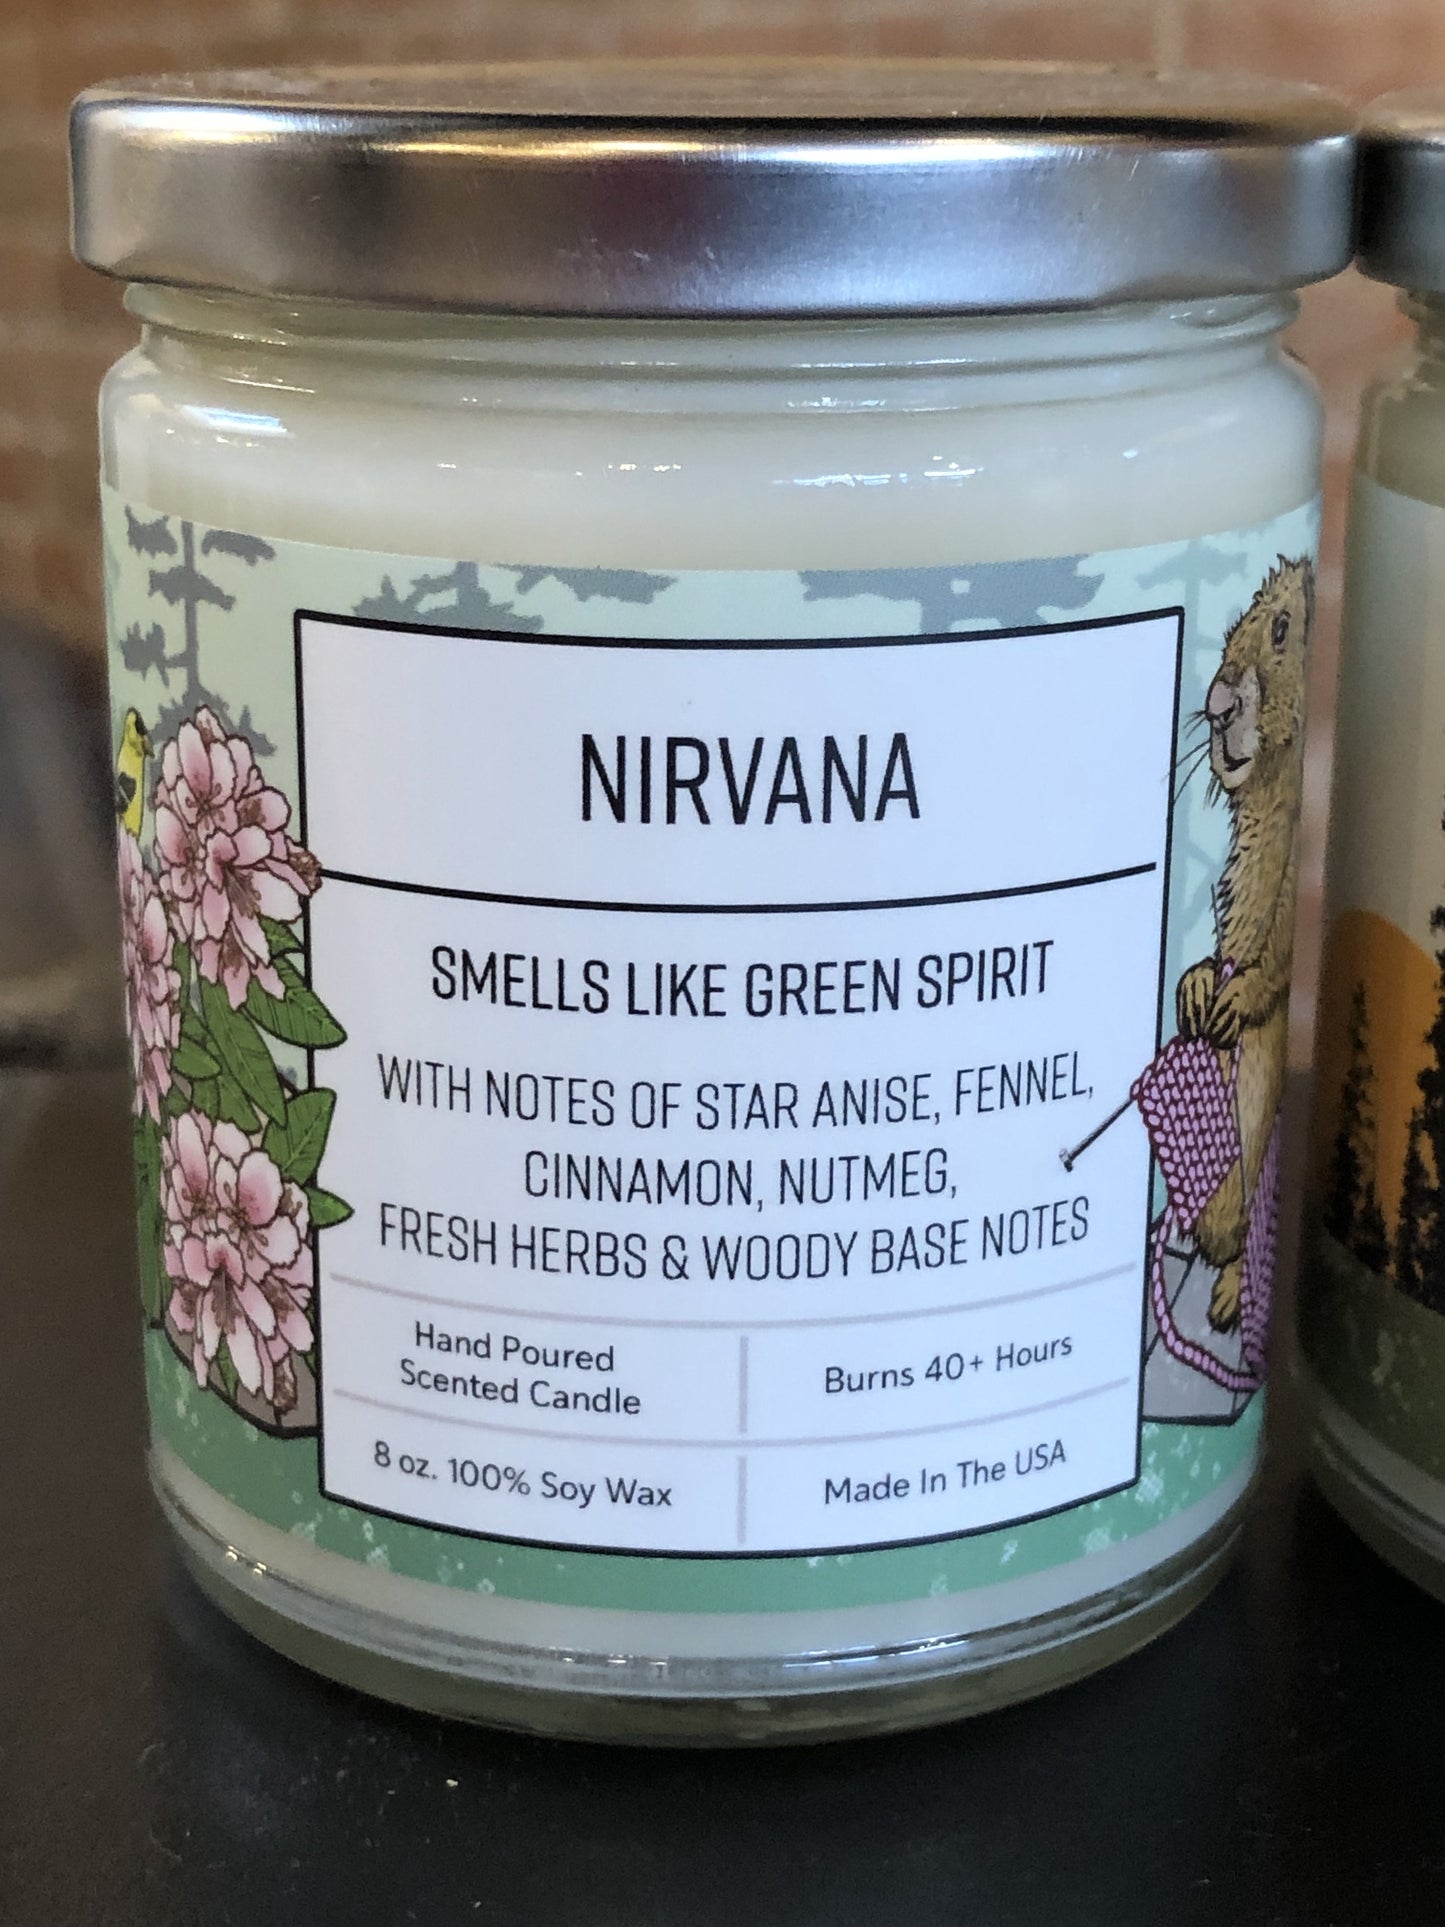 NIRVANA
SMELLS LIKE GREEN SPIRIT
WITH NOTES OF STAR ANISE, FENNEL,
CINNAMON, NUTMEG,
FRESH HERBS & WOODY BASE NOTES
Hand Poured
Scented Candle
Burns 40+ Hours
8 oz. 100% Soy Wax
Made In The USA